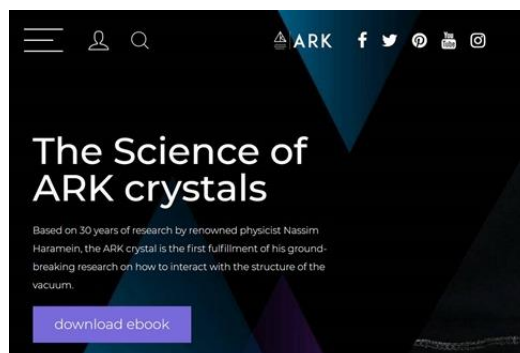 ARK
The Science of
ARK crystals
Based on 30 years of research by renowned physicist Nassim
Haramein, the ARK crystal is the first fulfillment of his ground-
breaking research on how to interact with the structure of the
vacuum.
download ebook